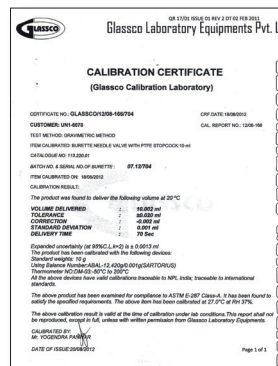 QR 17/01 ISSUE 01 REV 2 DT 02 FEB 2011
GLASSCO
Glassco Laboratory Equipments Pvt. L
CALIBRATION CERTIFICATE
(Glassco Calibration Laboratory)
CERTIFICATE NO.: GLASSCO/12/08-166/704 CRF.DATE:18/08/2012
CUSTOMER: UN1-6078 CAL. REPORT NO.: 12/08-166
TEST METHOD: GRAVIMETRIC METHOD
ITEM CALIBRATED: BURETTE NEEDLE VALVE WITH PTFE STOPCOCK 10 ml
CATALOGUE NO: 113.220.01
BATCH NO. & SERIAL NO.OF BURETTE : 07.12/704
ITEM CALIBRATED ON: 18/08/2012
CALIBRATION RESULT:
The product was found to deliver the following volume at 20 °C
VOLUME DELIVERED : 10.002 ml
TOLERANCE : ±0.020 ml
CORRECTION : -0.002 ml
STANDARD DEVIATION : 0.001 ml
DELIVERY TIME : 70 Sec
Expanded uncertainty (at 95%C.L.k=2) is ± 0.0013 ml
The product has been calibrated with the following devices:
Standard weights: 10 g
Using Balance Number:ABAL-12,420g/0.001g(SARTORIUS)
Thermometer NO:DM-03:-50°C to 200°C
All the above devices have valid calibrations traceable to NPL India; traceable to international
standards.
The above product has been examined for compliance to ASTM E-287 Class-A. It has been found to
satisfy the specified requirements. The above item has been calibrated at 27.0°C at RH 37%.
The above calibration result is valid at the time of calibration under lab conditions.This report shall not
be reproduced, except in full, unless with written permission from Glassco Laboratory Equipments.
CALIBRATED BY:
Mr. YOGENDRA PARMAR
DATE OF ISSUE:20/08/2012 Page 1 of 1